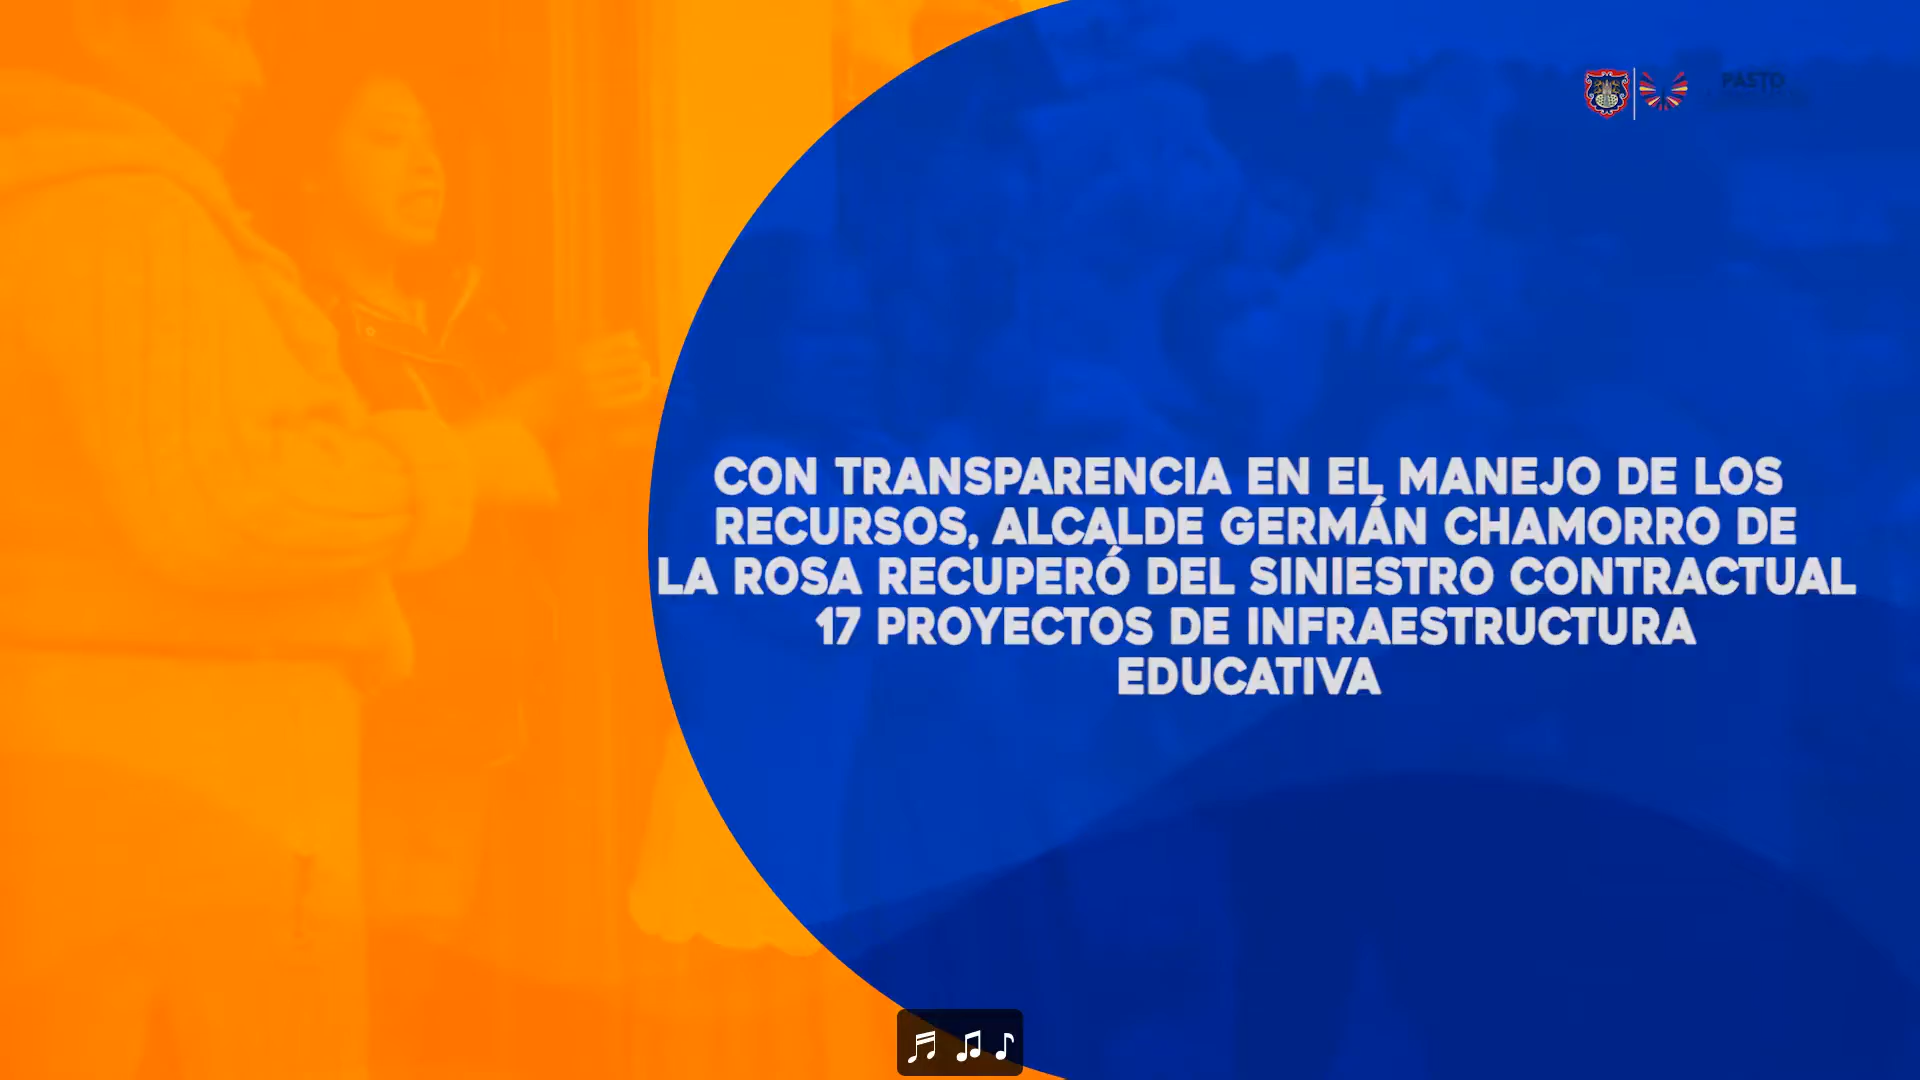 PASTO
CON TRANSPARENCIA EN EL MANEJO DE LOS
RECURSOS, ALCALDE GERMÁN CHAMORRO DE
LA ROSA RECUPERÓ DEL SINIESTRO CONTRACTUAL
17 PROYECTOS DE INFRAESTRUCTURA
EDUCATIVA